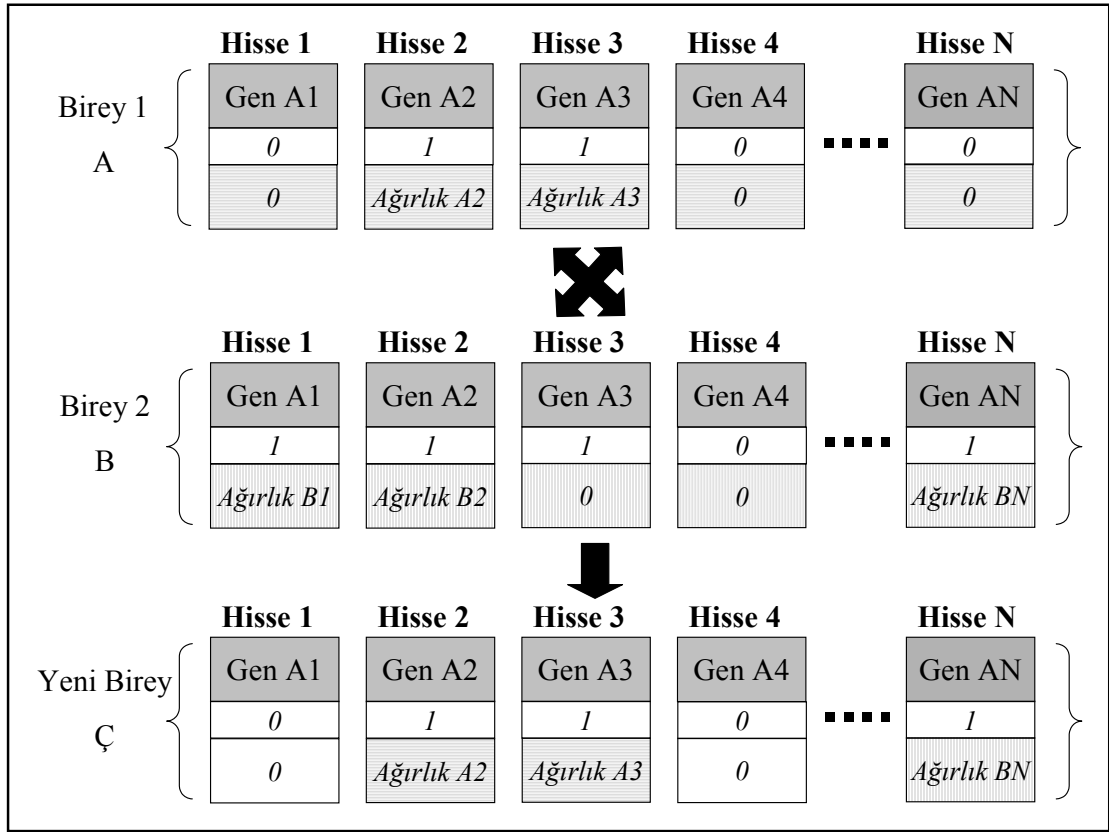 Hisse 1 Hisse 2 Hisse 3 Hisse 4 Hisse N
Gen A1 Gen A2 Gen A3 Gen A4 Gen AN
Birey 1
0 1 1 0 0
A
0 Ağırlık A2 Ağırlık A3 0 0
Hisse 1 Hisse 2 Hisse 3 Hisse 4 Hisse N
Gen A1 Gen A2 Gen A3 Gen A4 Gen AN
Birey 2
1 1 1 0 1
B
Ağırlık B1 Ağırlık B2 0 0 Ağırlık BN
Hisse 1 Hisse 2 Hisse 3 Hisse 4 Hisse N
Gen A1 Gen A2 Gen A3 Gen A4 Gen AN
Yeni Birey
0 1 1 0 1
Ç
0 Ağırlık A2 Ağırlık A3 0 Ağırlık BN